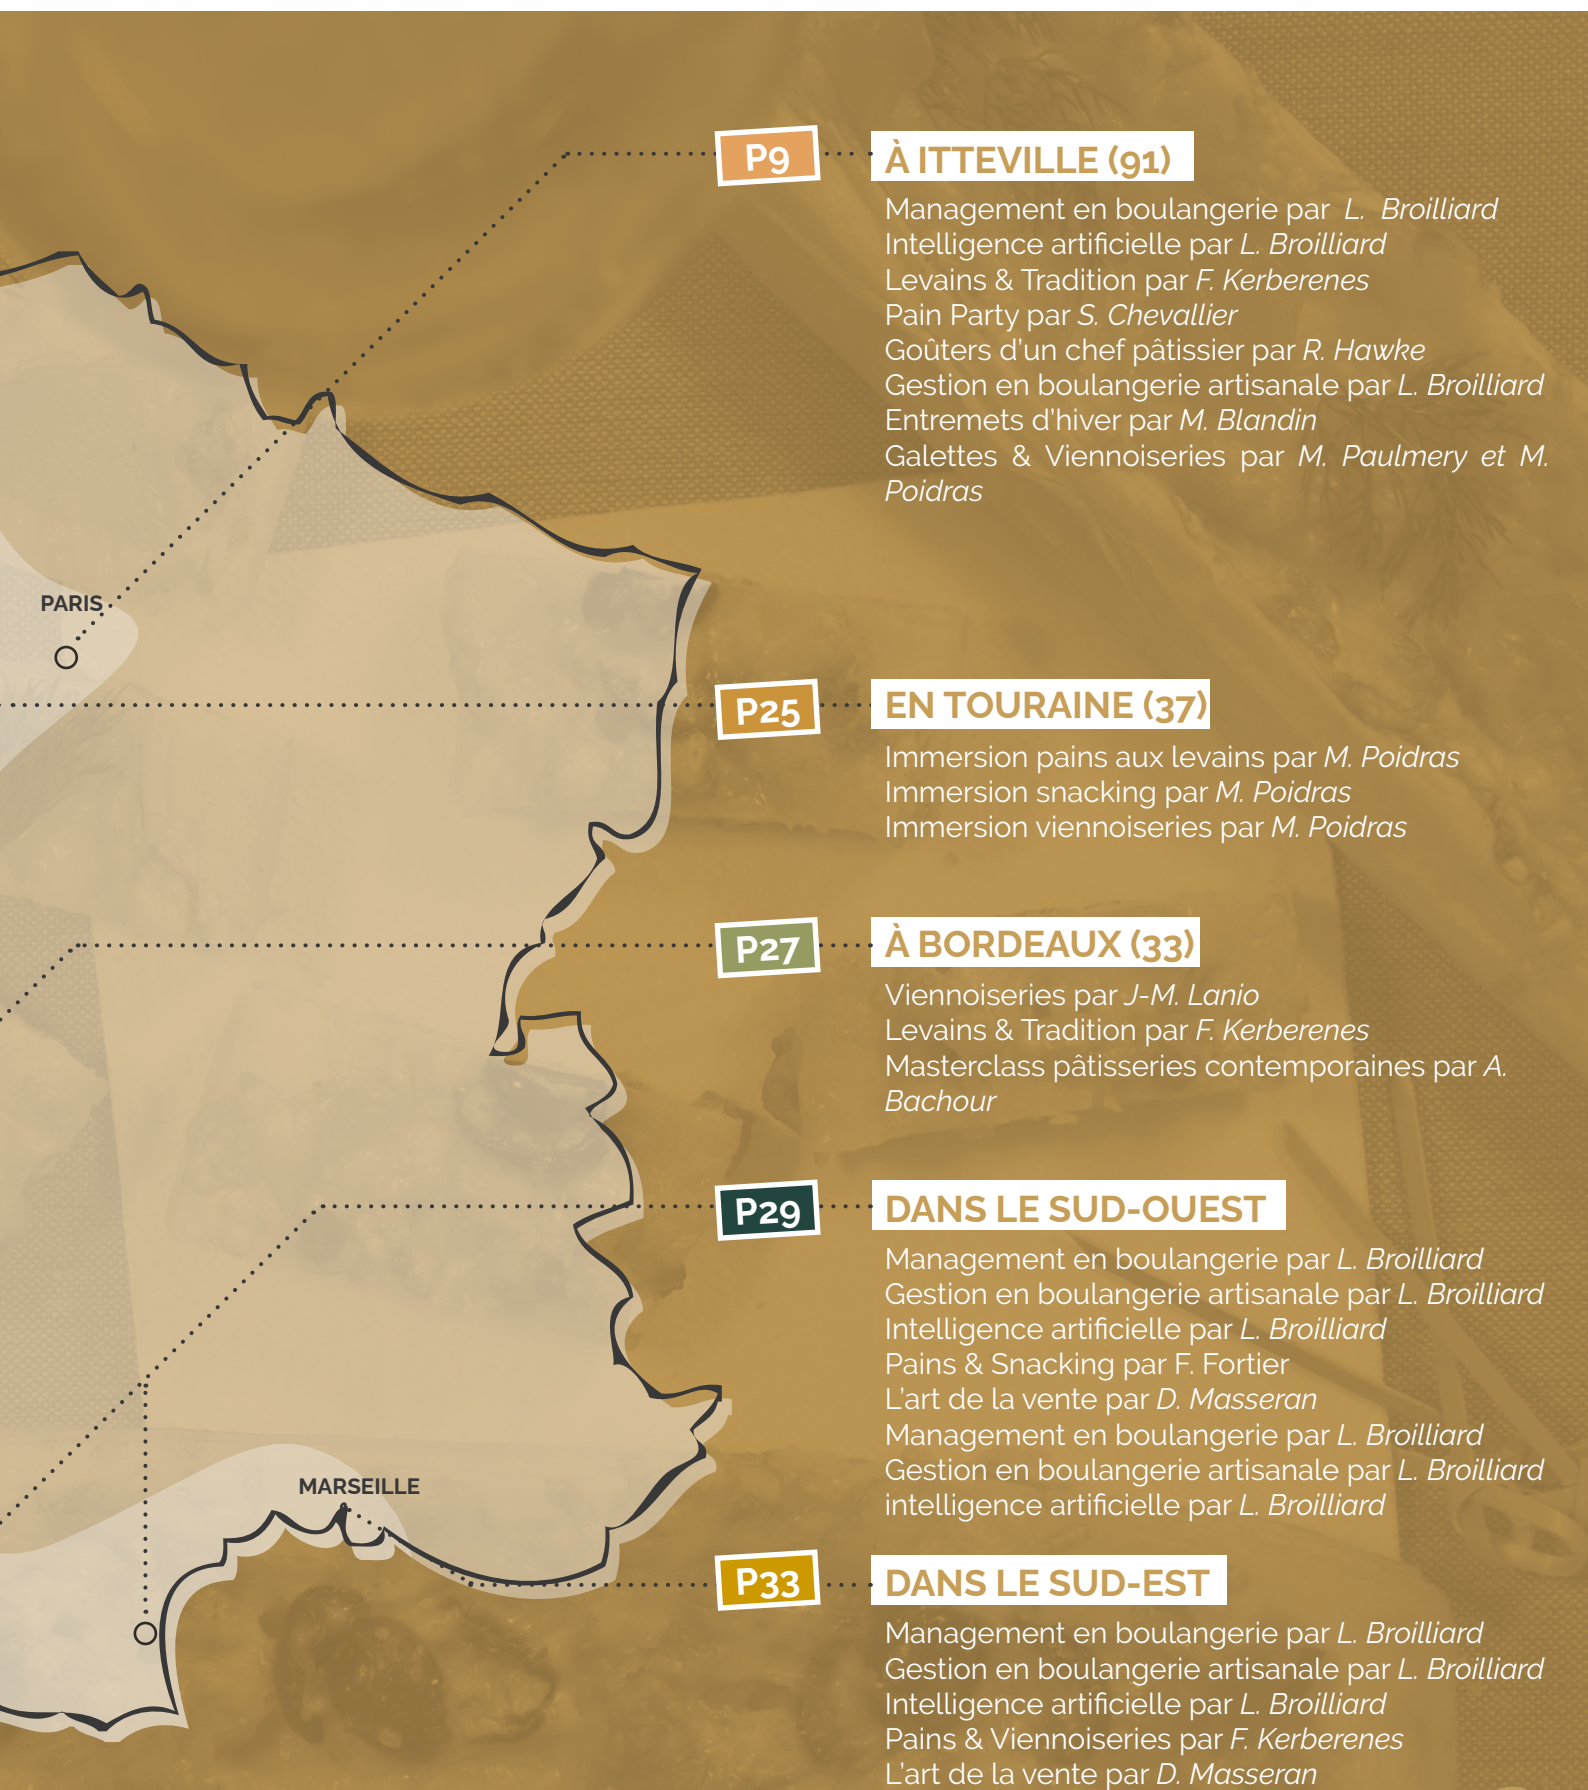 P9
À ITTEVILLE (91)
Management en boulangerie par L. Broilliard
Intelligence artificielle par L. Broilliard
Levains & Tradition par F. Kerberenes
Pain Party par S. Chevallier
Goûters d'un chef pâtissier par R. Hawke
Gestion en boulangerie artisanale par L. Broilliard
Entremets d'hiver par M. Blandin
Galettes & Viennoiseries par M. Paulmery et M.
Poidras
PARIS
P25
EN TOURAINE (37)
Immersion pains aux levains par M. Poidras
Immersion snacking par M. Poidras
Immersion viennoiseries par M. Poidras
P27
À BORDEAUX (33)
Viennoiseries par J-M. Lanio
Levains & Tradition par F. Kerberenes
Masterclass pâtisseries contemporaines par A.
Bachour
P29
DANS LE SUD-OUEST
Management en boulangerie par L. Broilliard
Gestion en boulangerie artisanale par L. Broilliard
Intelligence artificielle par L. Broilliard
Pains & Snacking par F. Fortier
L'art de la vente par D. Masseran
Management en boulangerie par L. Broilliard
Gestion en boulangerie artisanale par L. Broilliard
intelligence artificielle par L. Broilliard
MARSEILLE
P33
DANS LE SUD-EST
Management en boulangerie par L. Broilliard
Gestion en boulangerie artisanale par L. Broilliard
Intelligence artificielle par L. Broilliard
Pains & Viennoiseries par F. Kerberenes
L'art de la vente par D. Masseran